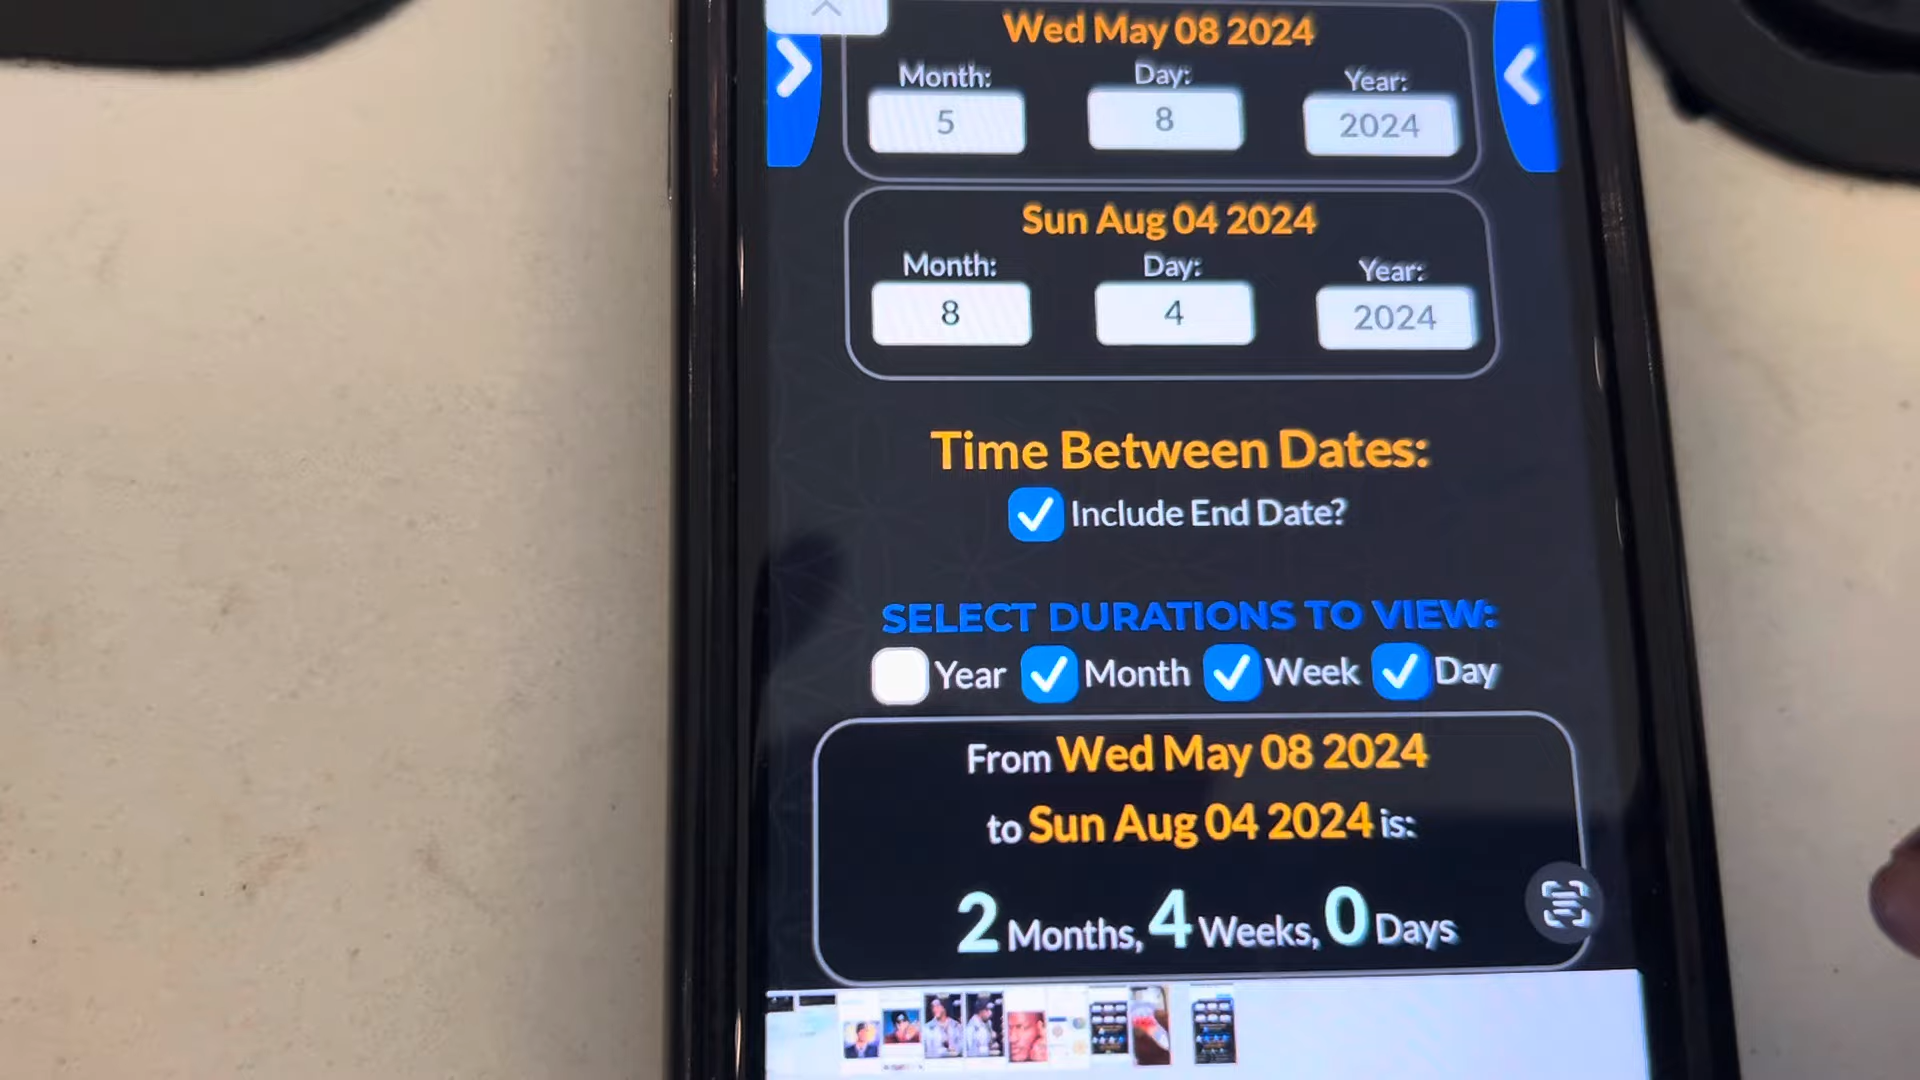 Wed May 08 2024
Month: Day: Year:
5 8 2024
Sun Aug 04 2024
Month: Day: Year:
8 4 2024
Time Between Dates:
Include End Date?
SELECT DURATIONS TO VIEW:
Year Month Week Day
From Wed May 08 2024
to Sun Aug 04 2024 is:
2 Months, 4 Weeks, 0 Days